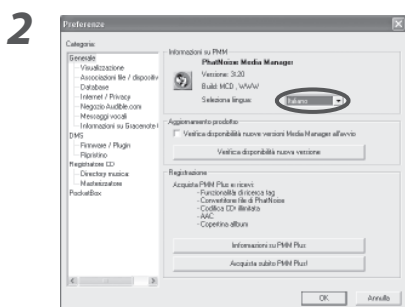 2
Preferenze
Categorie:
Generale
Visualizzazione
Associazioni file / dispositiv
Database
Internet / Privacy
Negozio Audible.com
Messaggi vocali
Informazioni su Gracenote (
DMS
Firmware / Plugin
Ripristino
Registratore CD
Directory musica
Masterizzatore
PocketBox
Informazioni su PMM
PhatNoise Media Manager
Versione: 3.20
Build: MCD , WWW
Seleziona lingua:
Italiano
Aggiornamento prodotto
Verifica disponibilità nuove versioni Media Manager all'avvio
Verifica disponibilità nuova versione
Registrazione
Acquista PMM Plus e ricevi:
- Funzionalità di ricerca tag
- Convertitore file di PhatNoise
- Codifica CD illimitata
- AAC
- Copertina album
Informazioni su PMM Plus
Acquista subito PMM Plus!
OK
Annulla